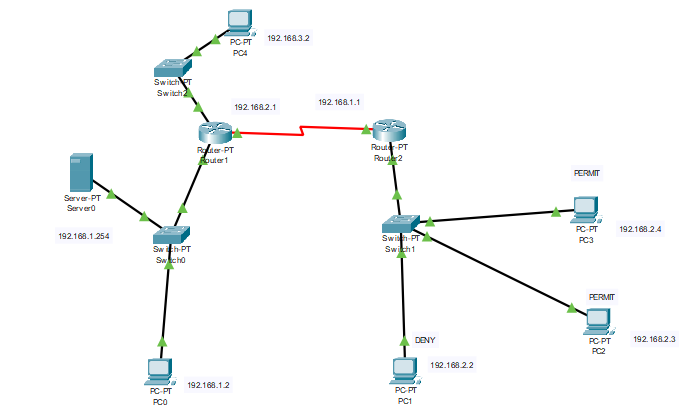 PC-PT
PC4
192.168.3.2
Switch-PT
Switch2
192.168.2.1
192.168.1.1
Router-PT
Router1
Router-PT
Router2
Server-PT
Server0
192.168.1.254
Switch-PT
Switch0
Switch-PT
Switch1
PERMIT
PC-PT
PC3
192.168.2.4
PERMIT
PC-PT
PC2
192.168.2.3
DENY
PC-PT
PC1
192.168.2.2
PC-PT
PC0
192.168.1.2